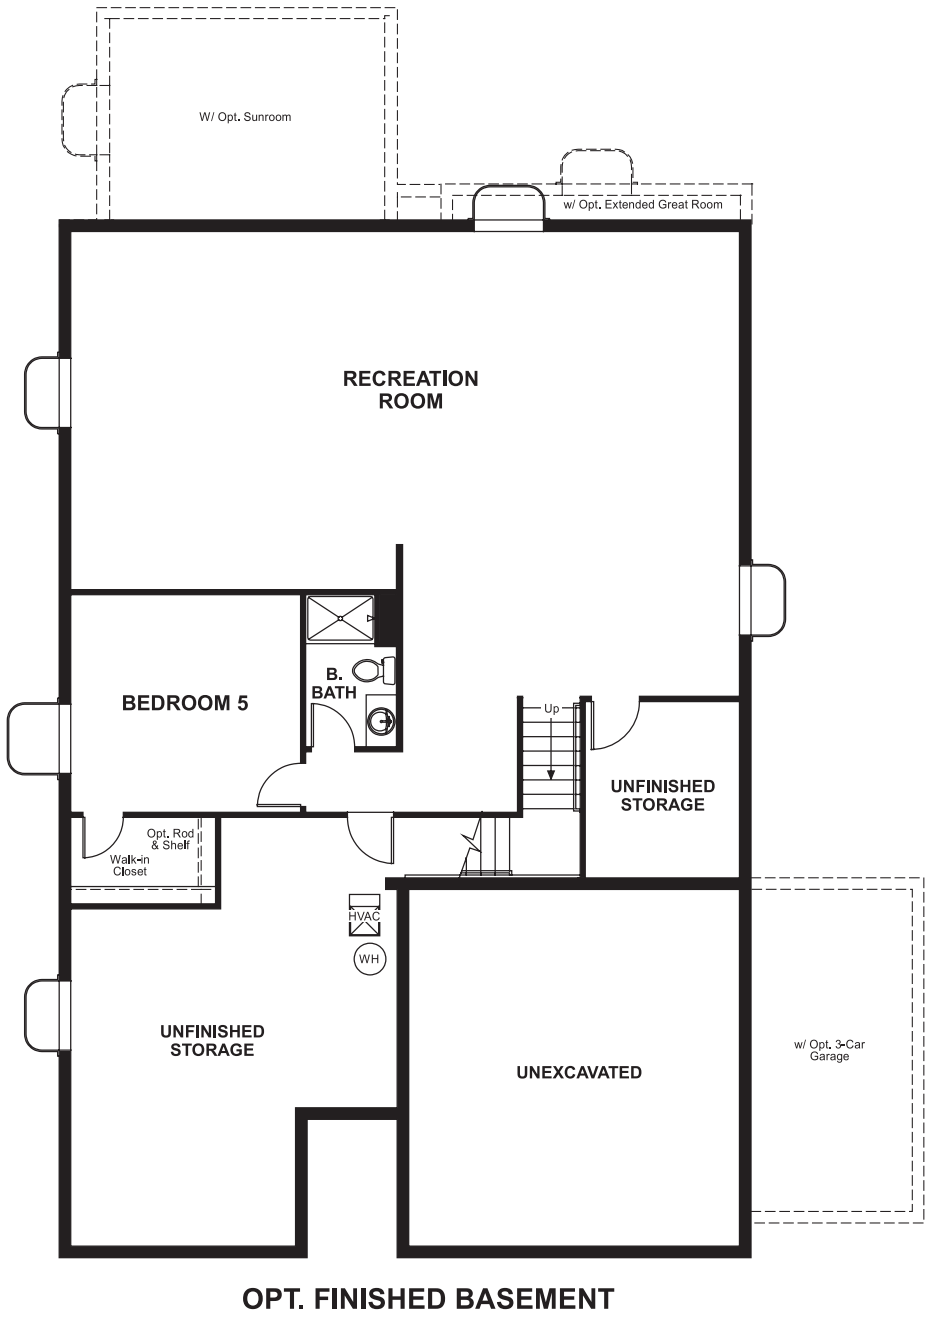 W/ Opt. Sunroom
w/ Opt. Extended Great Room
RECREATION
ROOM
B.
BATH
BEDROOM 5
Up
UNFINISHED
STORAGE
Opt. Rod
& Shelf
Walk-in
Closet
HVAC
WH
UNFINISHED
STORAGE
w/ Opt. 3-Car
Garage
UNEXCAVATED
OPT. FINISHED BASEMENT